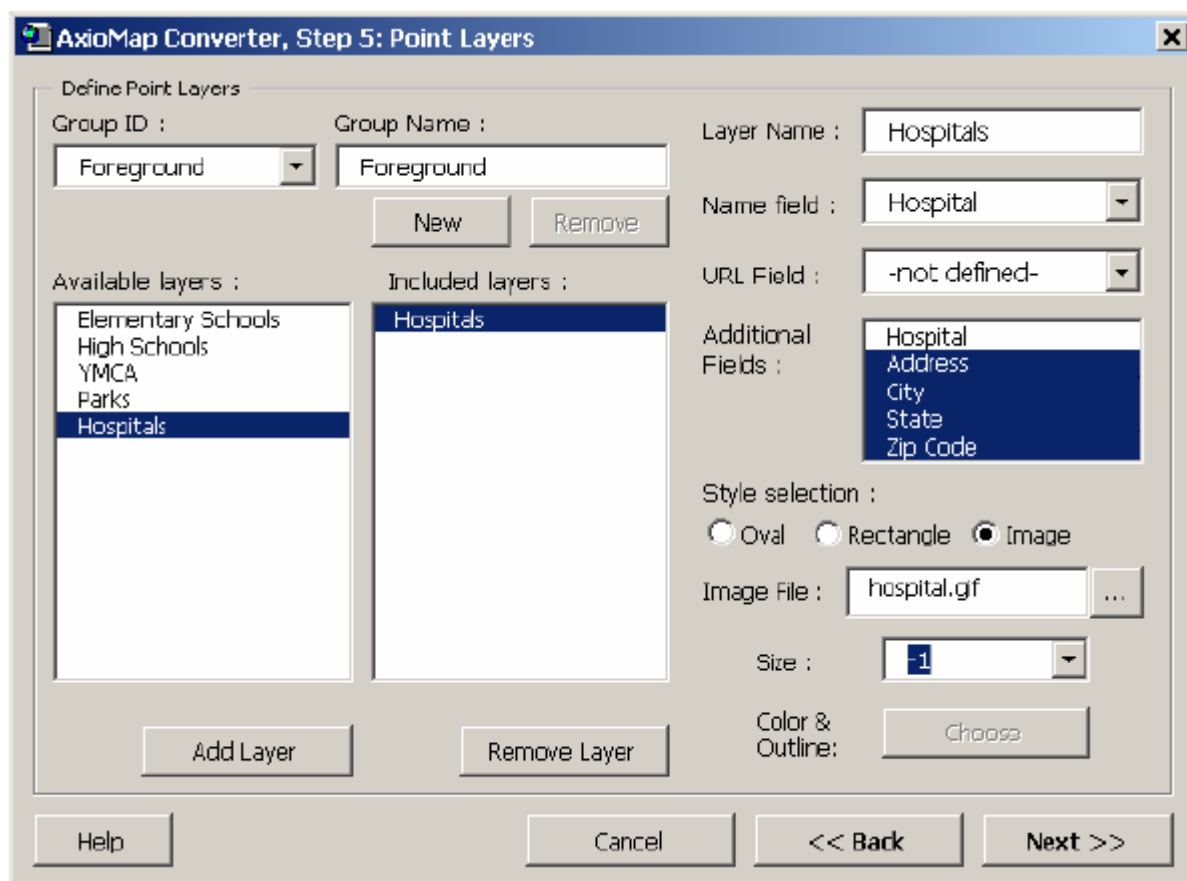 AxioMap Converter, Step 5: Point Layers
Define Point Layers
Group ID :
Group Name :
Foreground
Foreground
New
Remove
Available layers :
Included layers :
Elementary Schools
High Schools
YMCA
Parks
Hospitals
Hospitals
Add Layer
Remove Layer
Layer Name :
Hospitals
Name field :
Hospital
URL Field :
-not defined-
Additional
Fields :
Hospital
Address
City
State
Zip Code
Style selection :
Oval
Rectangle
Image
Image File :
hospital.gif
...
Size :
-1
Color &
Outline:
Choose
Help
Cancel
<< Back
Next >>